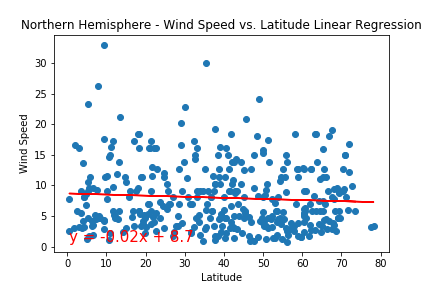 Northern Hemisphere - Wind Speed vs. Latitude Linear Regression
30
25
20
15
10
5
0
Wind Speed
y = -0.02x + 8.7
0 10 20 30 40 50 60 70 80
Latitude